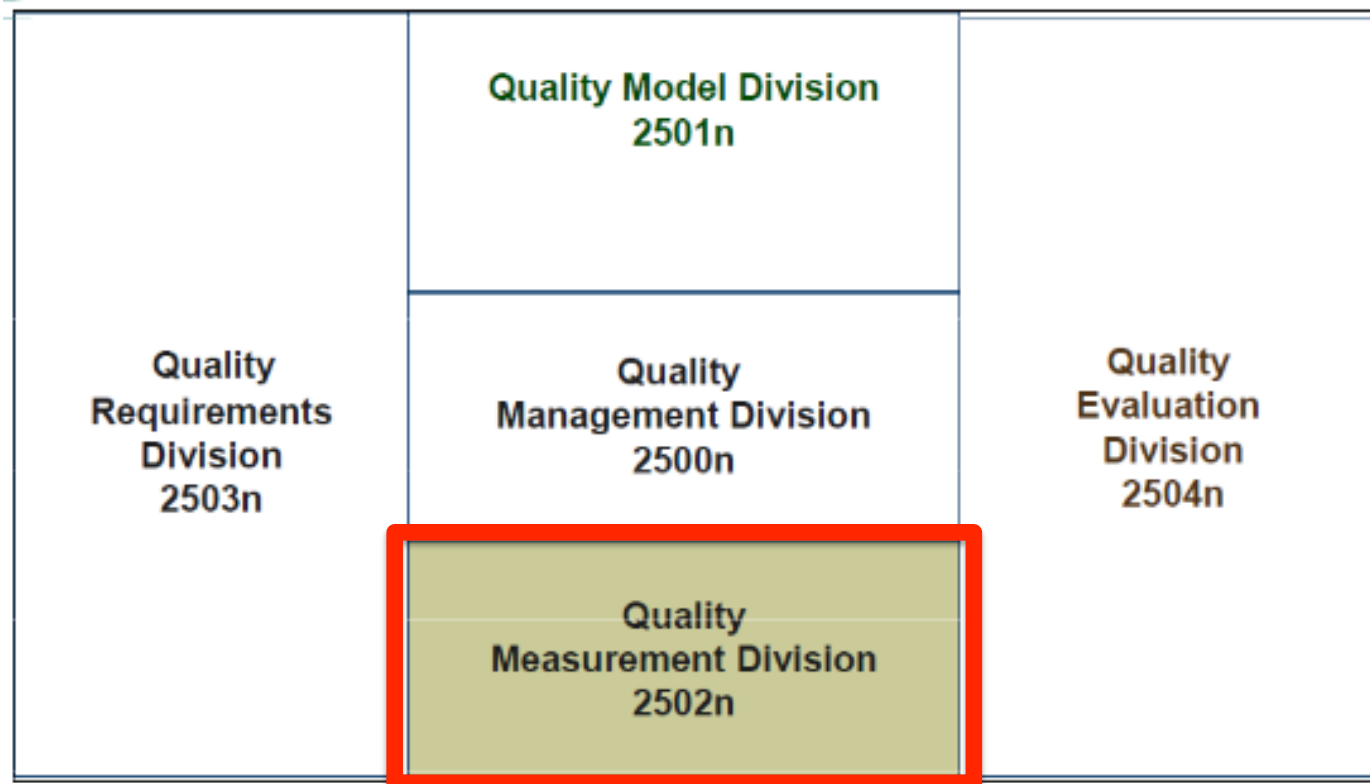 Quality Model Division
2501n
Quality
Requirements
Division
2503n
Quality
Management Division
2500n
Quality
Evaluation
Division
2504n
Quality
Measurement Division
2502n